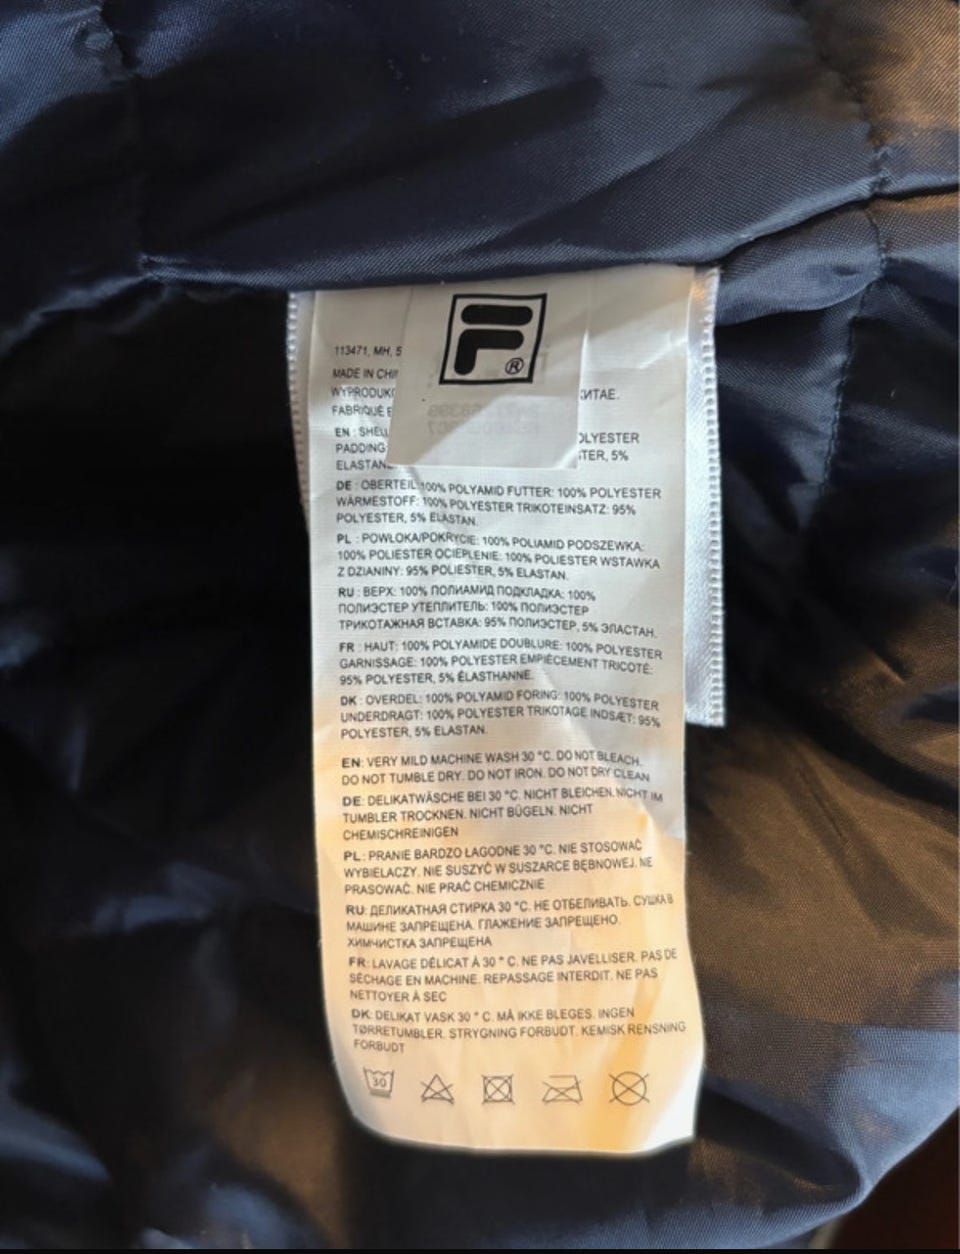 F®
113471, MH, 5
MADE IN CHI
WYPRODUK КИТАЕ.
FABRIQUÉ E
EN : SHELL OLYESTER
PADDING: TER, 5%
ELASTAN
DE : OBERTEIL:100% POLYAMID FUTTER: 100% POLYESTER
WÄRMESTOFF: 100% POLYESTER TRIKOTEINSATZ: 95%
POLYESTER, 5% ELASTAN.
PL : POWŁOKA/POKRYCIE: 100% POLIAMID PODSZEWKA:
100% POLIESTER OCIEPLENIE: 100% POLIESTER WSTAWKA
Z DZIANINY: 95% POLIESTER, 5% ELASTAN.
RU : ВЕРХ: 100% ПОЛИАМИД ПОДКЛАДКА: 100%
ПОЛИЭСТЕР УТЕПЛИТЕЛЬ: 100% ПОЛИЭСТЕР
ТРИКОТАЖНАЯ ВСТАВКА: 95% ПОЛИЭСТЕР, 5% ЭЛАСТАН.
FR : HAUT: 100% POLYAMIDE DOUBLURE: 100% POLYESTER
GARNISSAGE: 100% POLYESTER EMPIÈCEMENT TRICOTÉ:
95% POLYESTER, 5% ÉLASTHANNE.
DK : OVERDEL: 100% POLYAMID FORING: 100% POLYESTER
UNDERDRAGT: 100% POLYESTER TRIKOTAGE INDSÆT: 95%
POLYESTER, 5% ELASTAN.
EN: VERY MILD MACHINE WASH 30 °C. DO NOT BLEACH.
DO NOT TUMBLE DRY. DO NOT IRON. DO NOT DRY CLEAN
DE: DELIKATWÄSCHE BEI 30 °C. NICHT BLEICHEN. NICHT IM
TUMBLER TROCKNEN. NICHT BÜGELN. NICHT
CHEMISCHREINIGEN
PL: PRANIE BARDZO ŁAGODNE 30 °C. NIE STOSOWAĆ
WYBIELACZY. NIE SUSZYĆ W SUSZARCE BĘBNOWEJ. NIE
PRASOWAĆ. NIE PRAĆ CHEMICZNIE
RU: ДЕЛИКАТНАЯ СТИРКА 30 °C. НЕ ОТБЕЛИВАТЬ. СУШКА В
МАШИНЕ ЗАПРЕЩЕНА. ГЛАЖЕНИЕ ЗАПРЕЩЕНО.
ХИМЧИСТКА ЗАПРЕЩЕНА
FR: LAVAGE DÉLICAT À 30 ° C. NE PAS JAVELLISER. PAS DE
SÉCHAGE EN MACHINE. REPASSAGE INTERDIT. NE PAS
NETTOYER À SEC
DK: DELIKAT VASK 30 ° C. MÅ IKKE BLEGES. INGEN
TØRRETUMBLER. STRYGNING FORBUDT. KEMISK RENSNING
FORBUDT
30